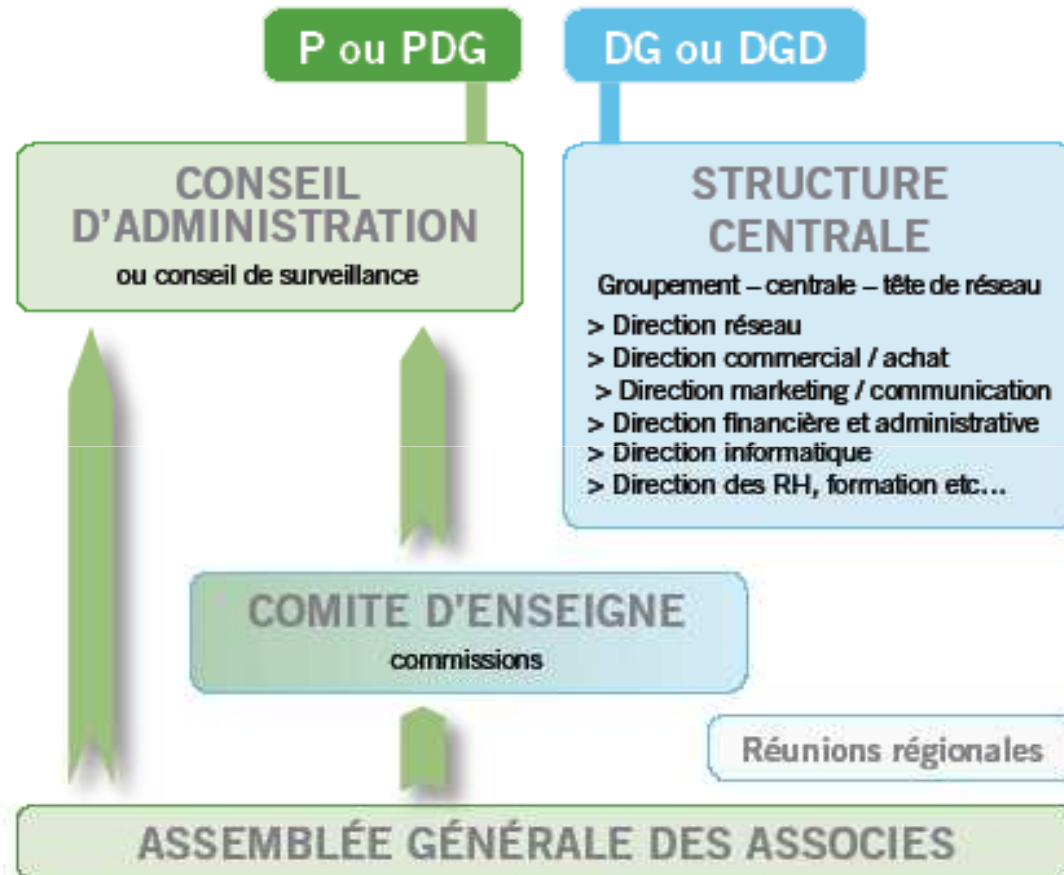 P ou PDG
DG ou DGD
CONSEIL
D'ADMINISTRATION
ou conseil de surveillance
STRUCTURE
CENTRALE
Groupement – centrale – tête de réseau
> Direction réseau
> Direction commercial / achat
> Direction marketing / communication
> Direction financière et administrative
> Direction informatique
> Direction des RH, formation etc...
COMITE D'ENSEIGNE
commissions
Réunions régionales
ASSEMBLÉE GÉNÉRALE DES ASSOCIES